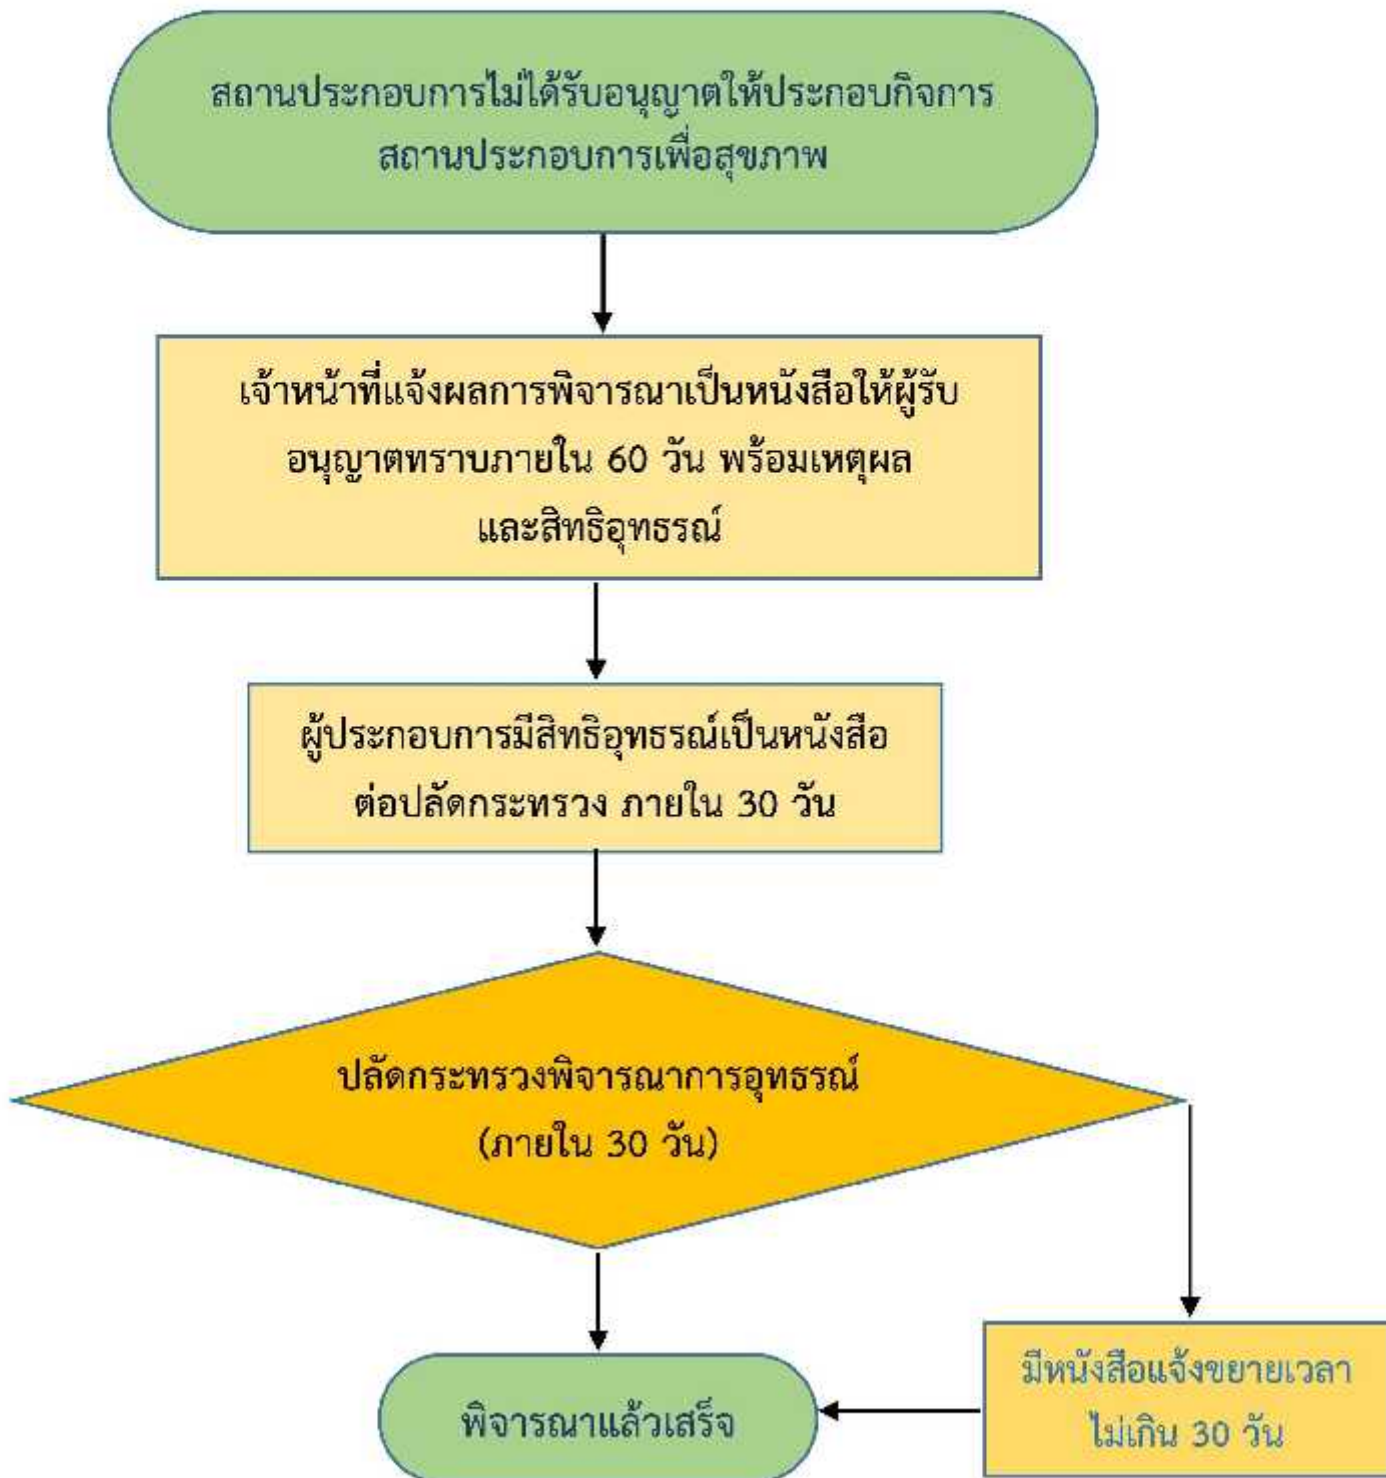 สถานประกอบการไม่ได้รับอนุญาตให้ประกอบกิจการ
สถานประกอบการเพื่อสุขภาพ
เจ้าหน้าที่แจ้งผลการพิจารณาเป็นหนังสือให้ผู้รับ
อนุญาตทราบภายใน 60 วัน พร้อมเหตุผล
และสิทธิอุทธรณ์
ผู้ประกอบการมีสิทธิอุทธรณ์เป็นหนังสือ
ต่อปลัดกระทรวง ภายใน 30 วัน
ปลัดกระทรวงพิจารณาการอุทธรณ์
(ภายใน 30 วัน)
มีหนังสือแจ้งขยายเวลา
ไม่เกิน 30 วัน
พิจารณาแล้วเสร็จ